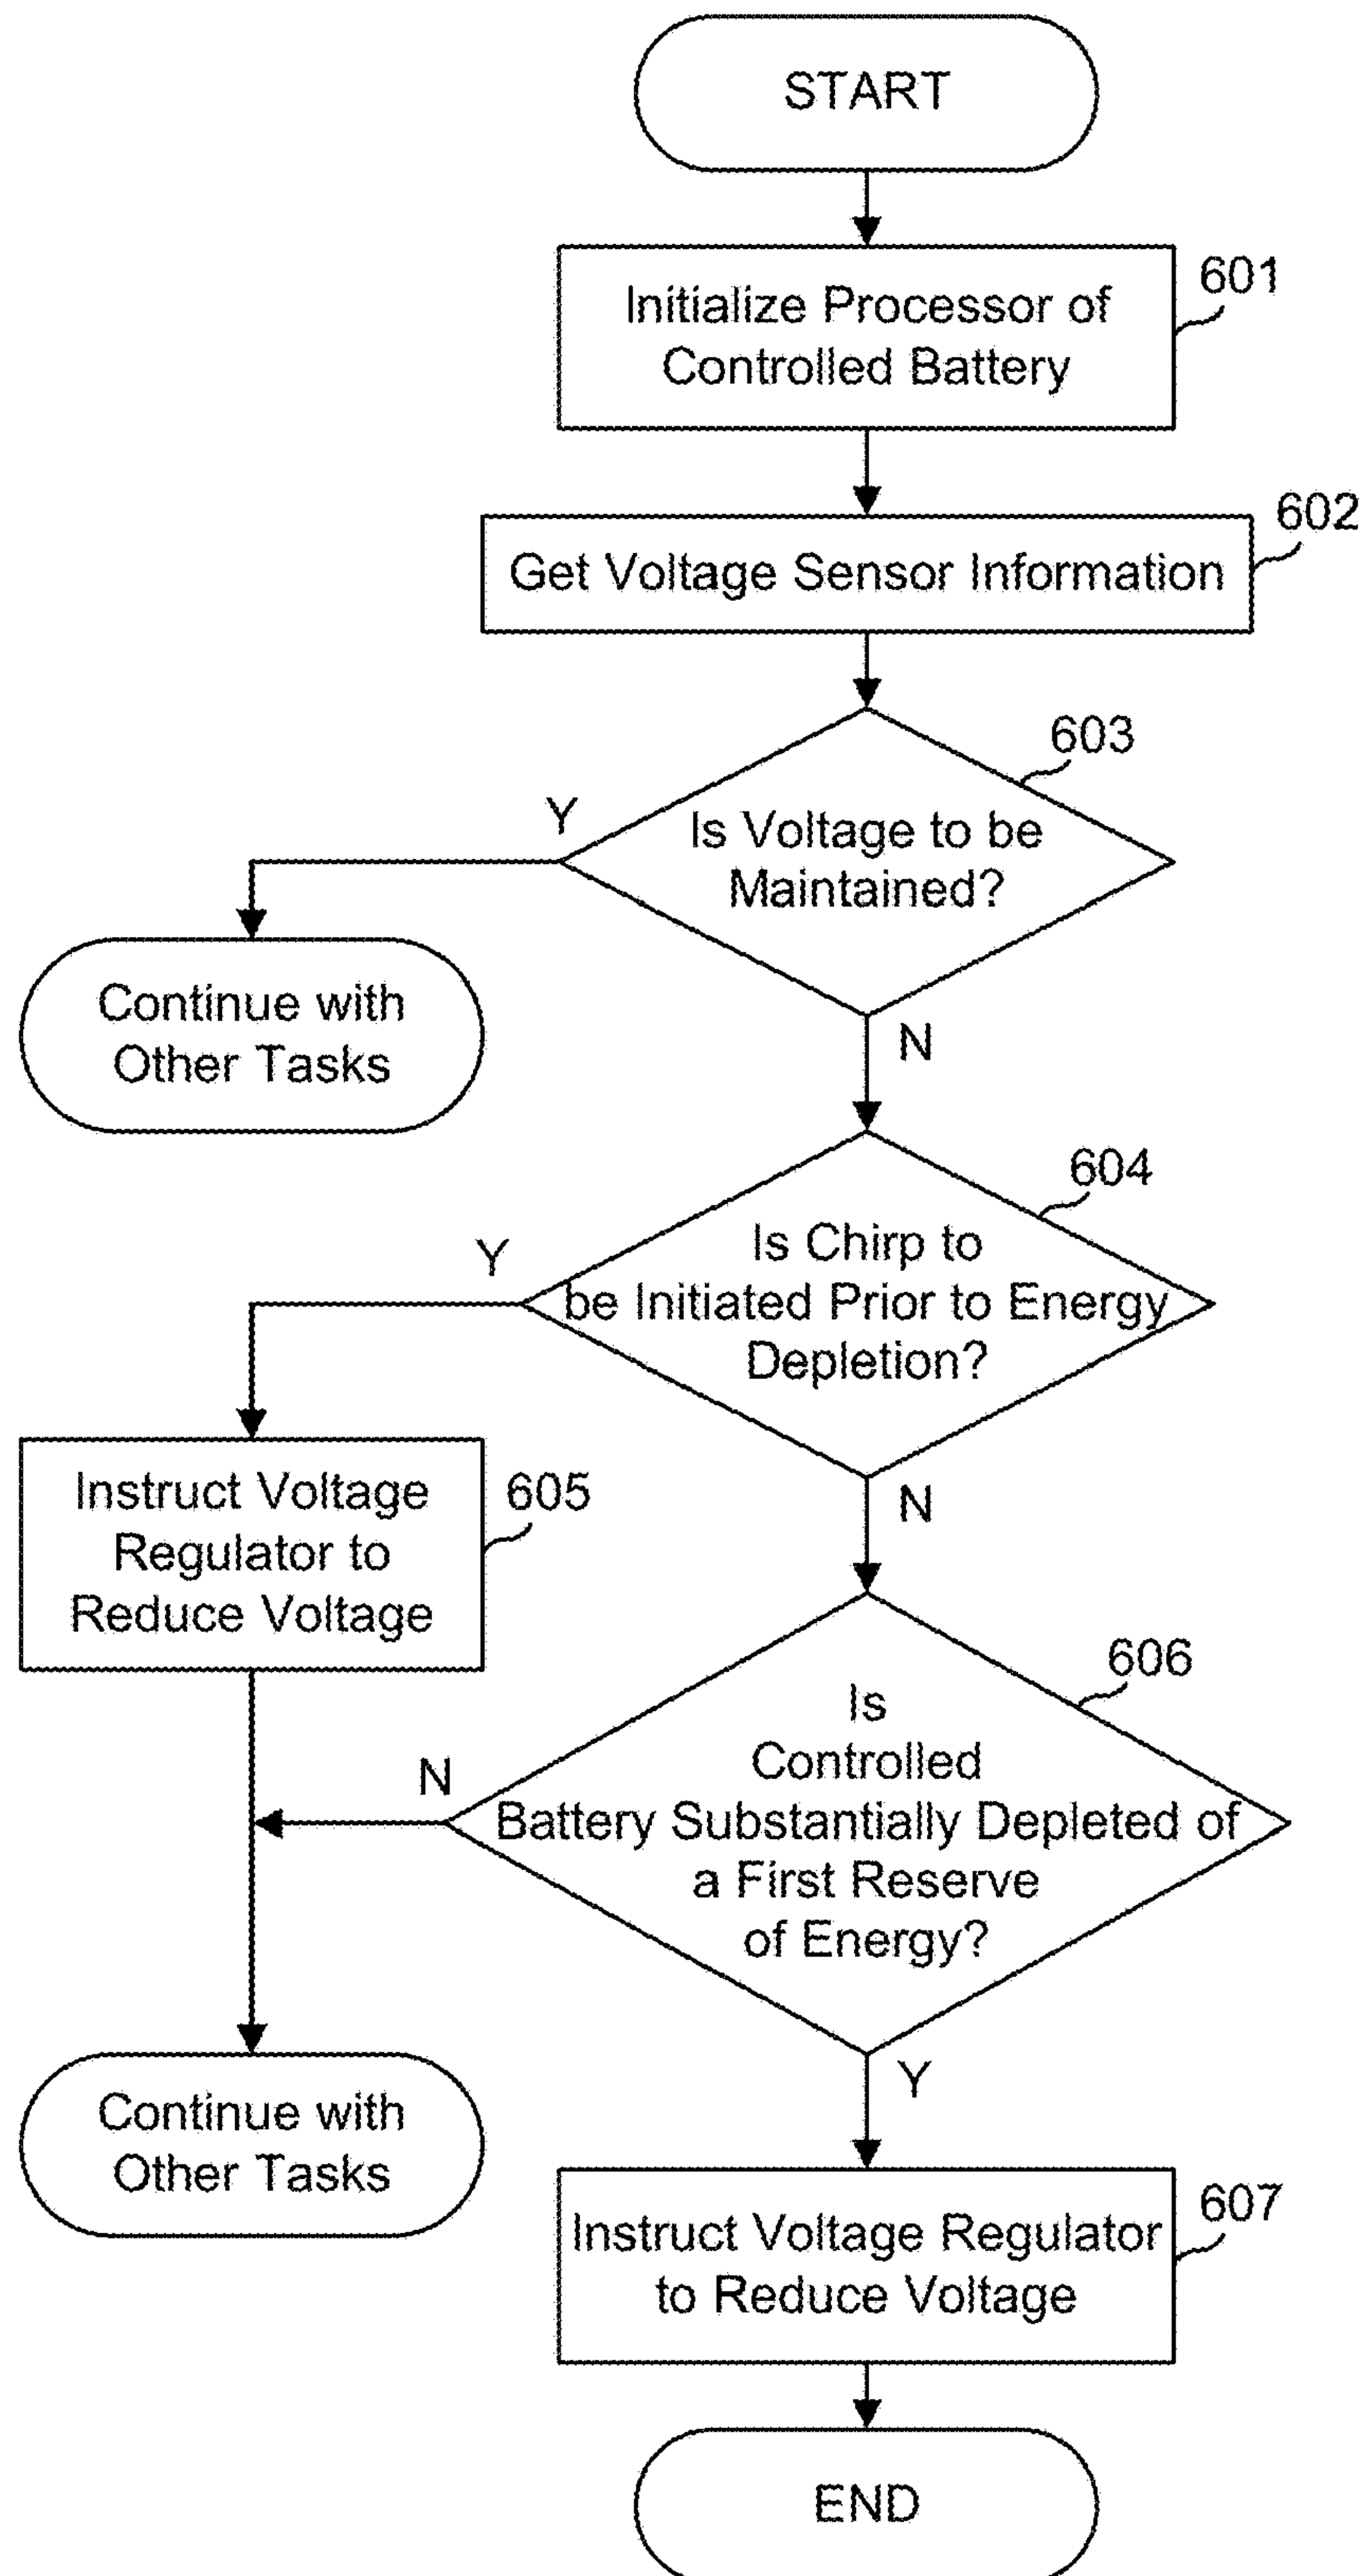 START
601
Initialize Processor of
Controlled Battery
602
Get Voltage Sensor Information
603
Y
Is Voltage to be
Maintained?
Continue with
Other Tasks
N
604
Y
Is Chirp to
be Initiated Prior to Energy
Depletion?
Instruct Voltage
Regulator to
Reduce Voltage
605
N
606
Is
Controlled
Battery Substantially Depleted of
a First Reserve
of Energy?
N
Continue with
Other Tasks
Y
607
Instruct Voltage Regulator
to Reduce Voltage
END